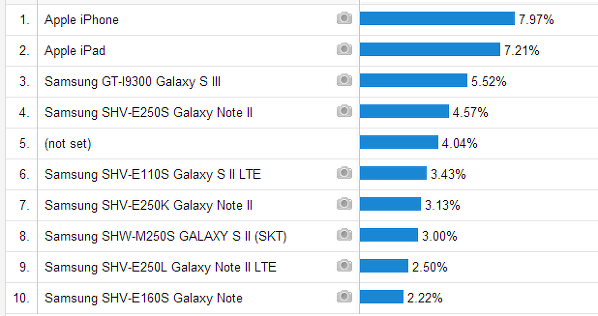 1. Apple iPhone 7.97%
2. Apple iPad 7.21%
3. Samsung GT-I9300 Galaxy S III 5.52%
4. Samsung SHV-E250S Galaxy Note II 4.57%
5. (not set) 4.04%
6. Samsung SHV-E110S Galaxy S II LTE 3.43%
7. Samsung SHV-E250K Galaxy Note II 3.13%
8. Samsung SHW-M250S GALAXY S II (SKT) 3.00%
9. Samsung SHV-E250L Galaxy Note II LTE 2.50%
10. Samsung SHV-E160S Galaxy Note 2.22%